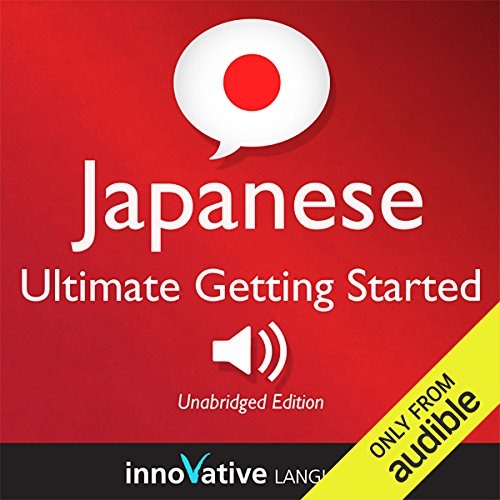 Japanese
Ultimate Getting Started
Unabridged Edition
ONLY FROM
audible
innoVative